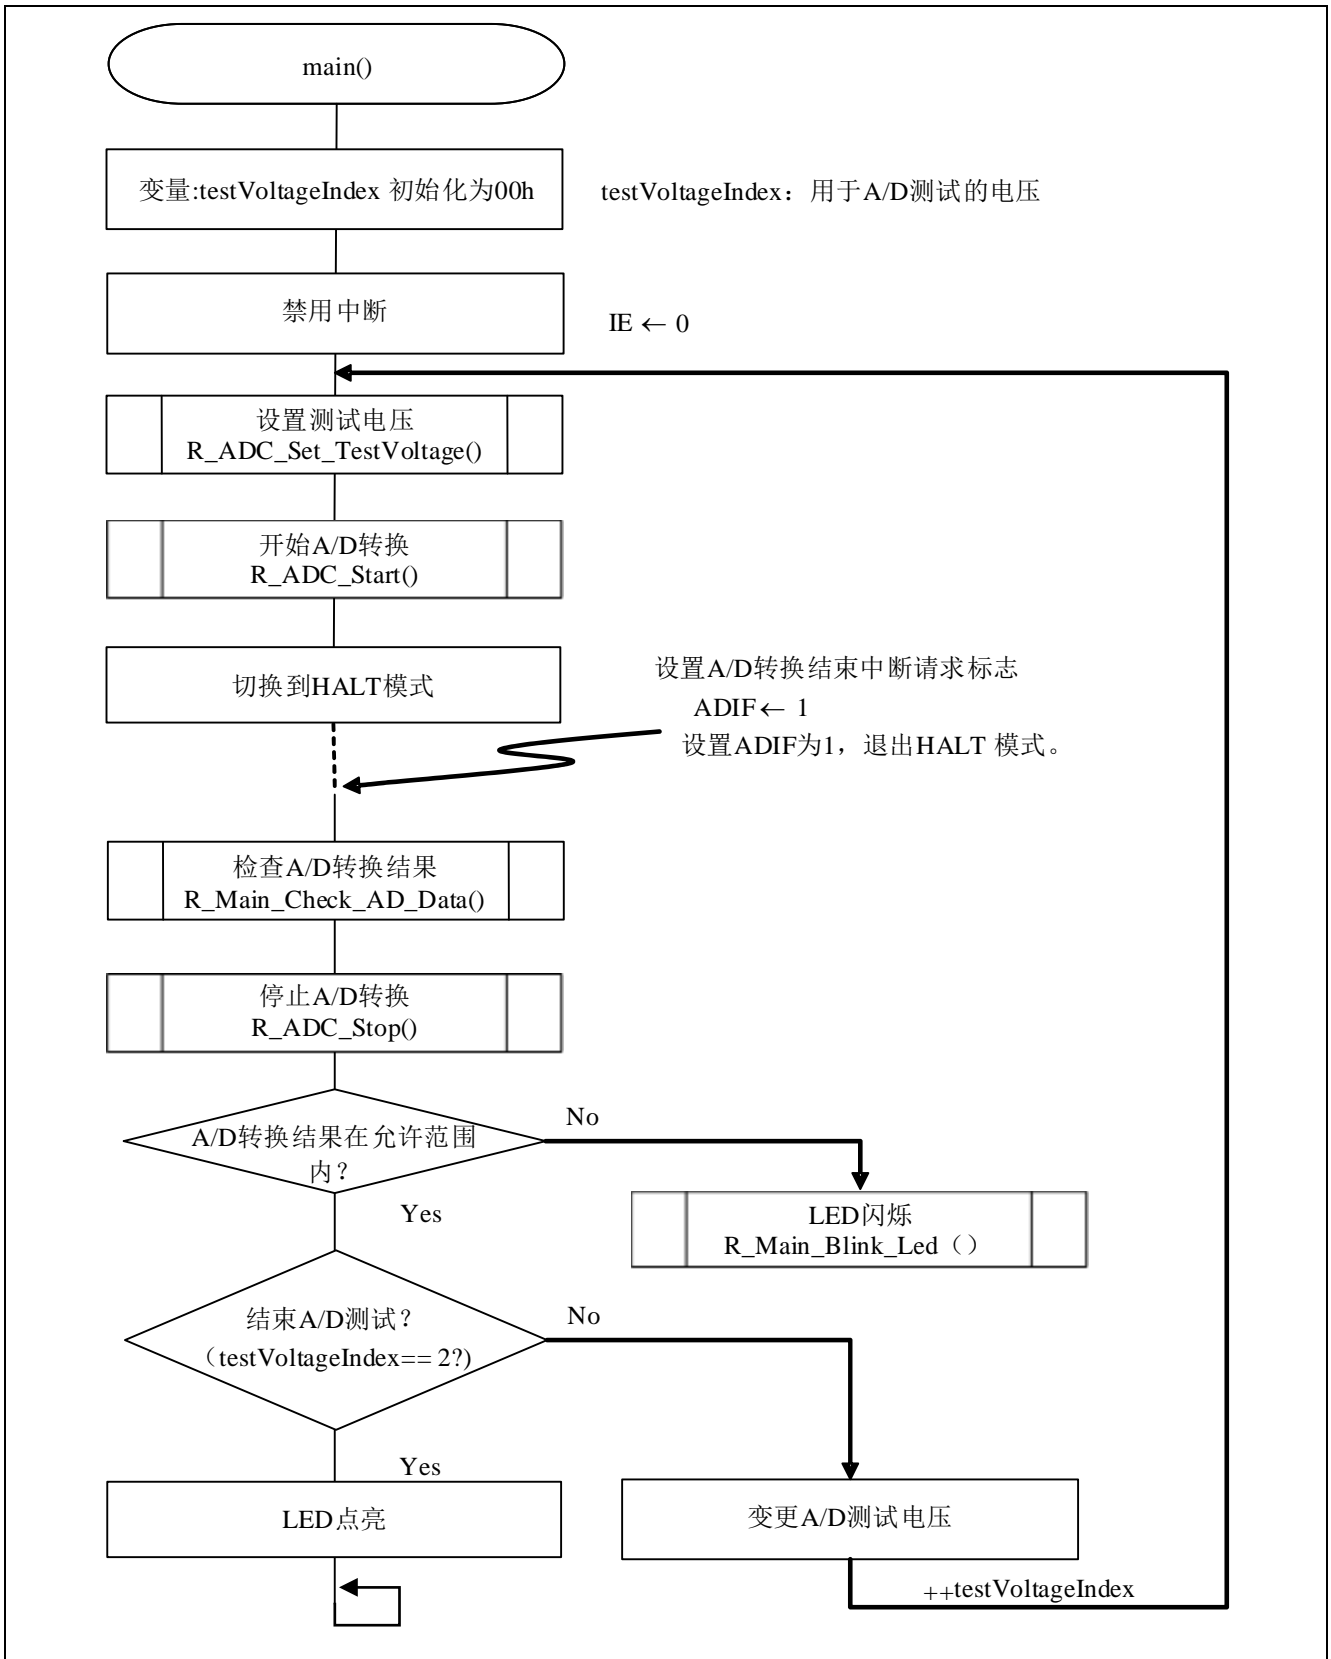 main()
变量:testVoltageIndex 初始化为00h
testVoltageIndex：用于A/D测试的电压
禁用中断
IE ← 0
设置测试电压
R_ADC_Set_TestVoltage()
开始A/D转换
R_ADC_Start()
切换到HALT模式
设置A/D转换结束中断请求标志
ADIF← 1
设置ADIF为1，退出HALT 模式。
检查A/D转换结果
R_Main_Check_AD_Data()
停止A/D转换
R_ADC_Stop()
A/D转换结果在允许范围
内？
No
Yes
LED闪烁
R_Main_Blink_Led（）
结束A/D测试？
（testVoltageIndex== 2?)
No
Yes
LED点亮
变更A/D测试电压
++testVoltageIndex